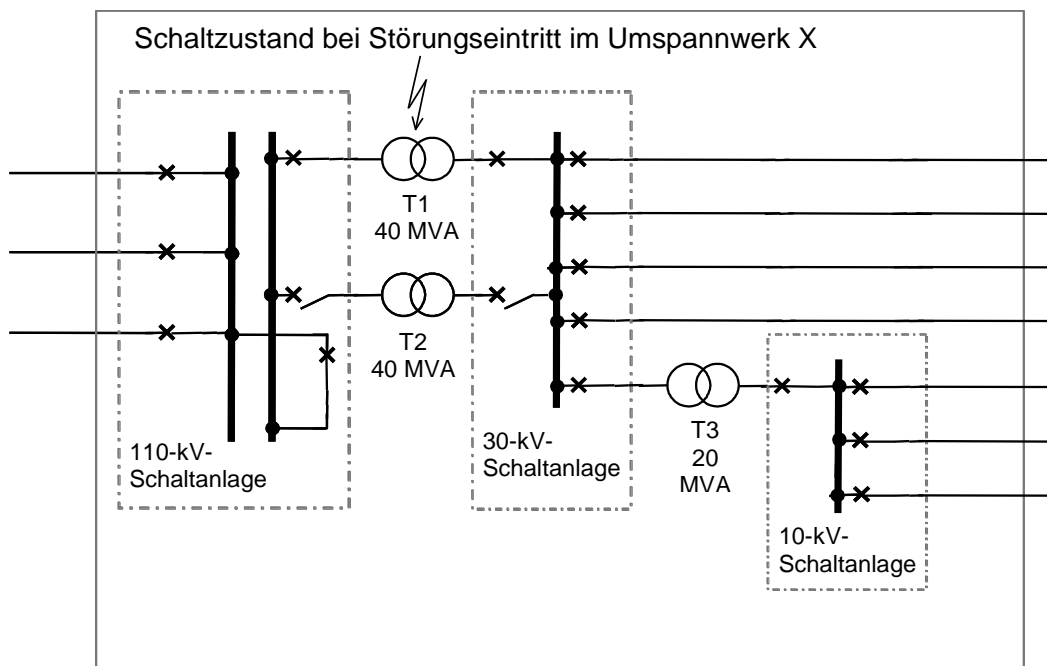 Schaltzustand bei Störungseintritt im Umspannwerk X
T1
40 MVA
T2
40 MVA
110-kV-
Schaltanlage
30-kV-
Schaltanlage
T3
20
MVA
10-kV-
Schaltanlage